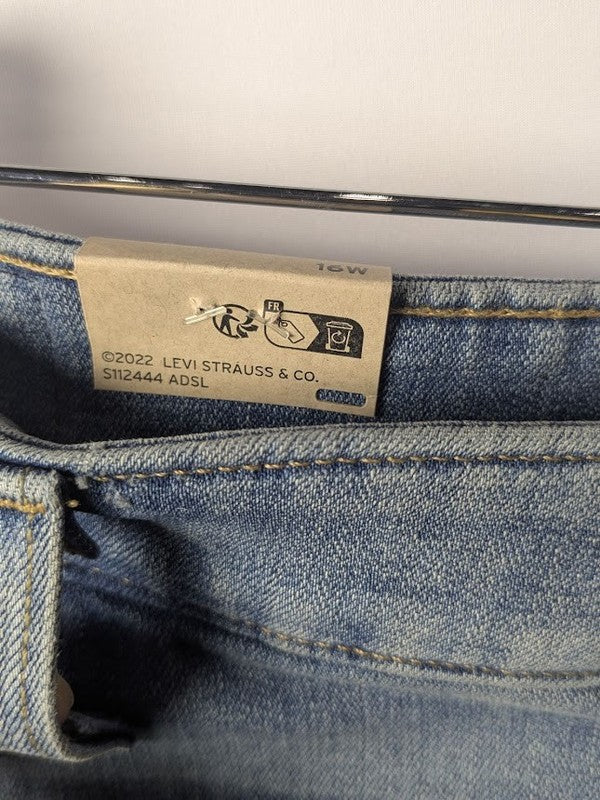 16W
FR
©2022 LEVI STRAUSS & CO.
S112444 ADSL